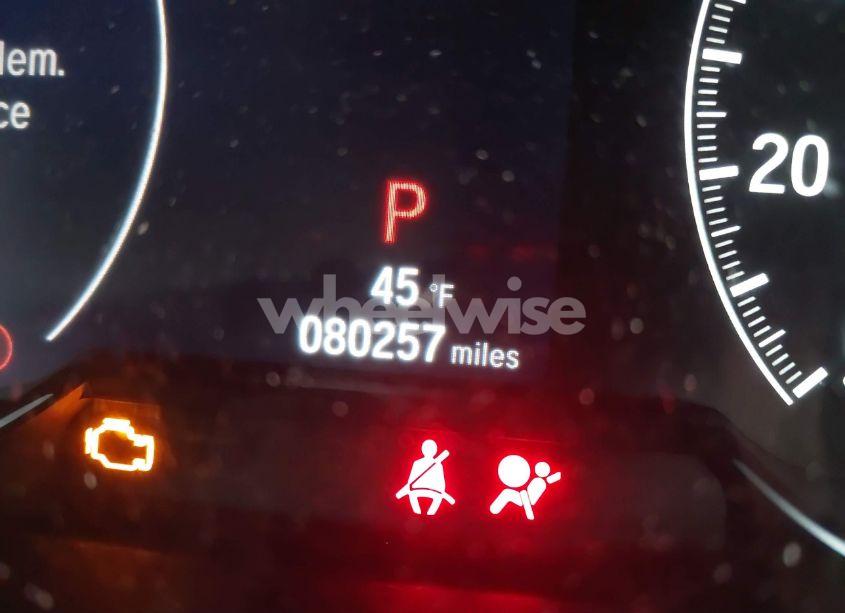 lem.
ce
20
P
45 °F
wheelwise
080257 miles